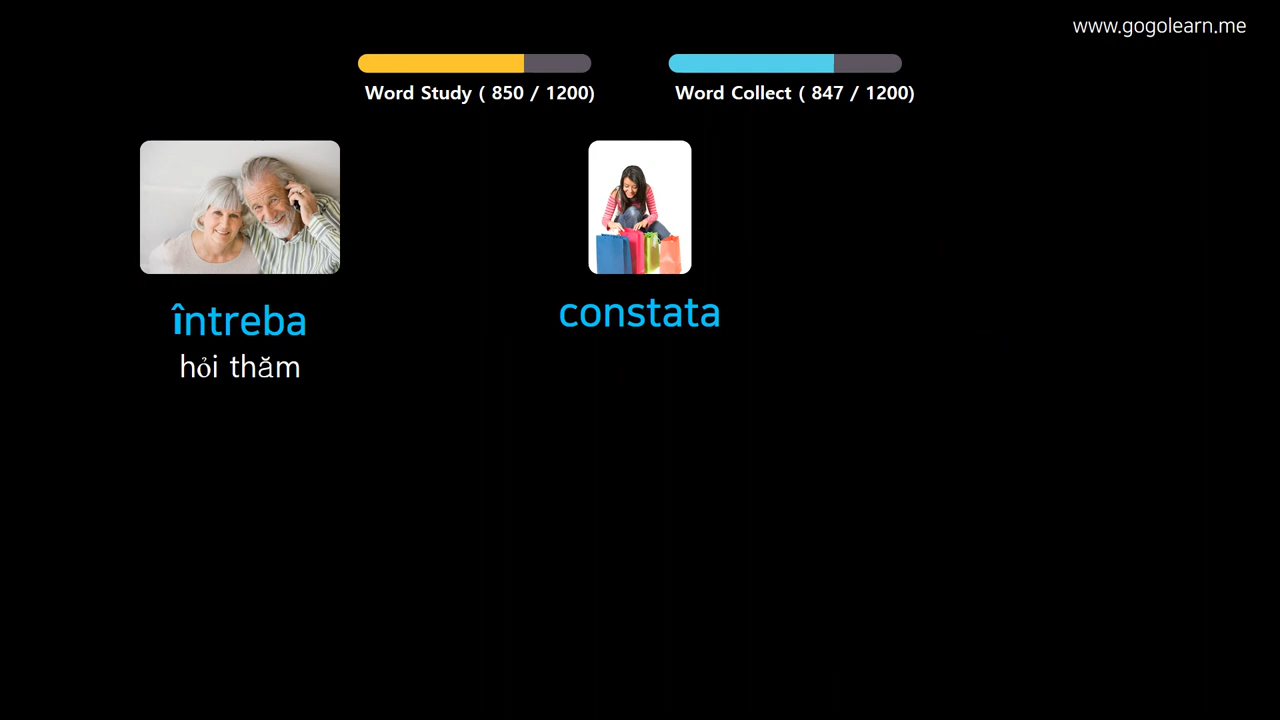 www.gogolearn.me
Word Study ( 850 / 1200)
Word Collect ( 847 / 1200)
întreba
constata
hỏi thăm